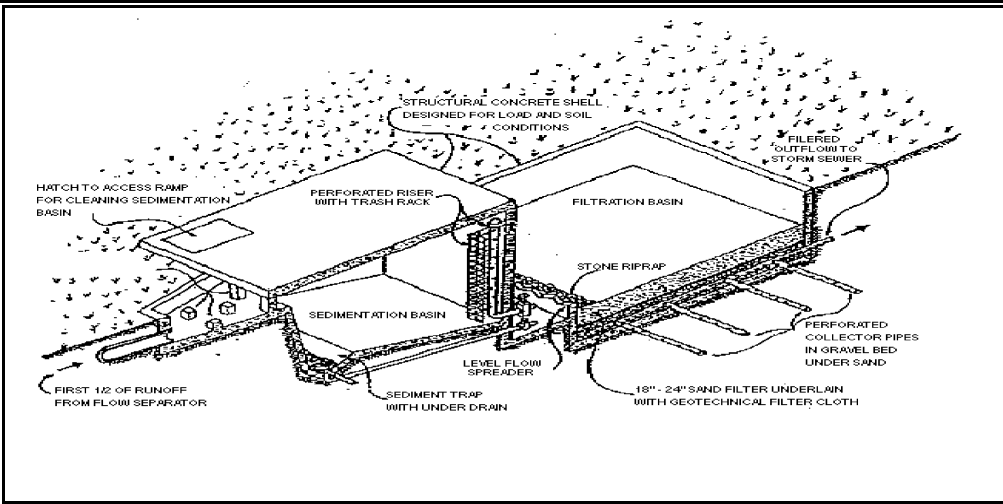 STRUCTURAL CONCRETE SHELL
DESIGNED FOR LOAD AND SOIL
CONDITIONS
FILERED
OUTFLOW TO
STORM SEWER
HATCH TO ACCESS RAMP
FOR CLEANING SEDIMENTATION
BASIN
PERFORATED RISER
WITH TRASH RACK
FILTRATION BASIN
STONE RIPRAP
SEDIMENTATION BASIN
PERFORATED
COLLECTOR PIPES
IN GRAVEL BED
UNDER SAND
LEVEL FLOW
SPREADER
FIRST 1/2 OF RUNOFF
FROM FLOW SEPARATOR
SEDIMENT TRAP
WITH UNDER DRAIN
18" - 24" SAND FILTER UNDERLAIN
WITH GEOTECHNICAL FILTER CLOTH